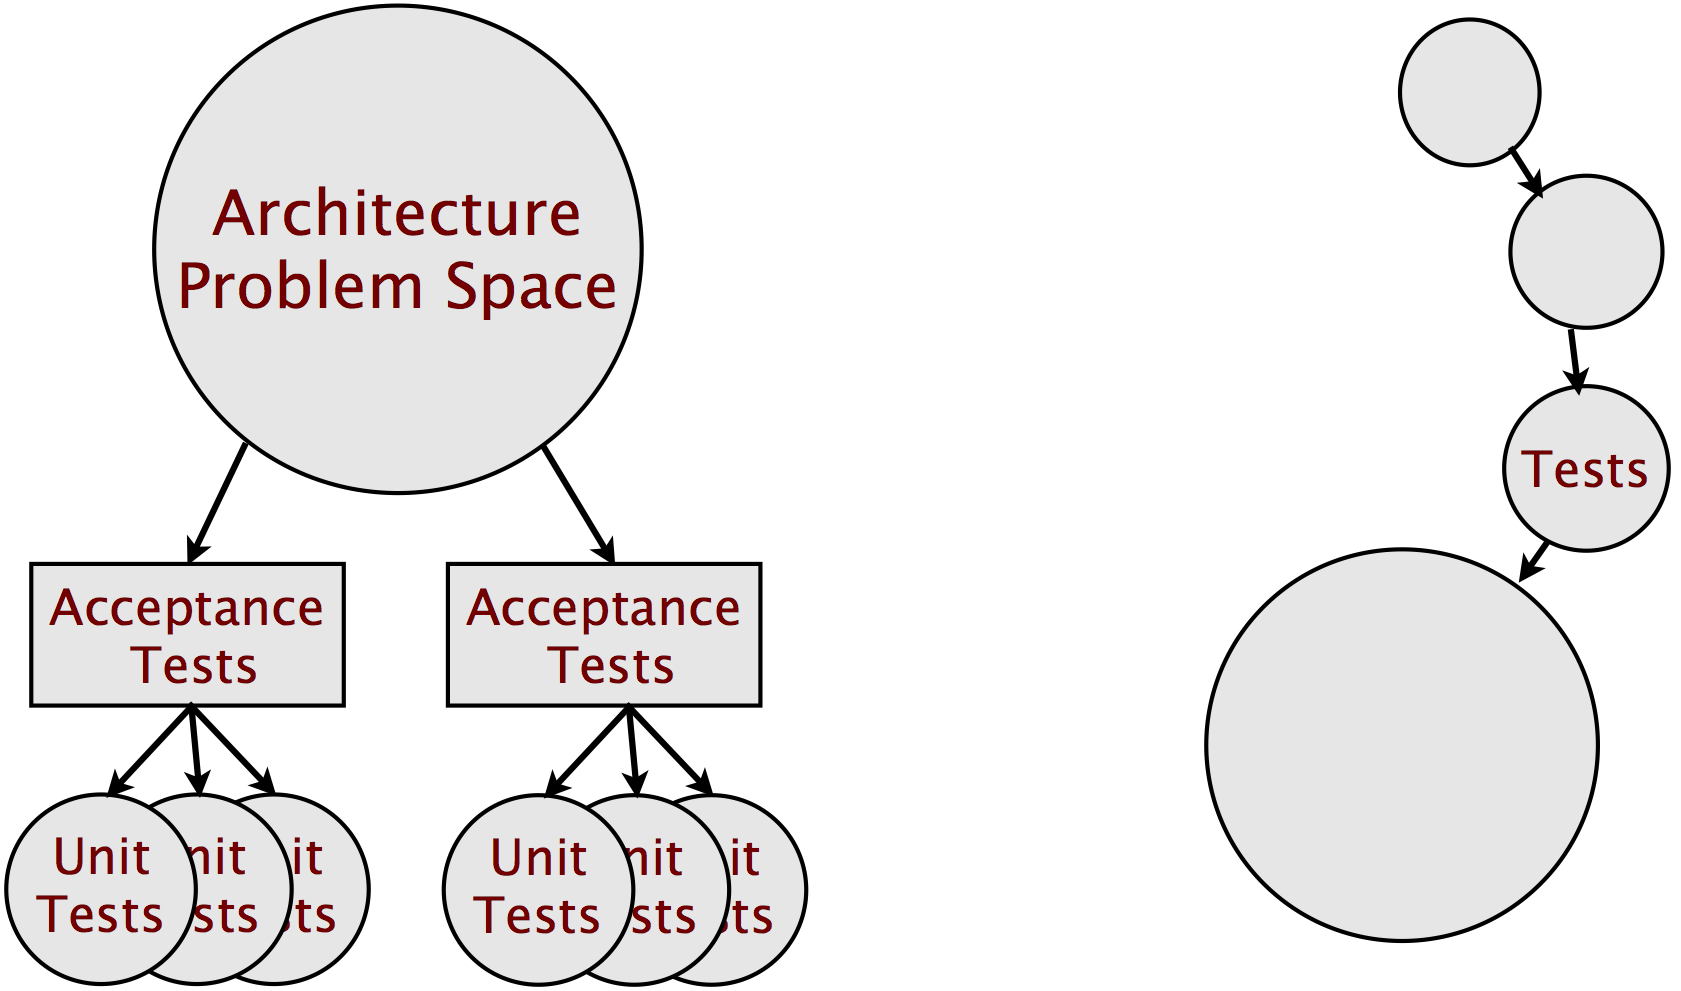 Architecture
Problem Space
Acceptance
Tests
Acceptance
Tests
Unit
Tests
nit
sts
it
ts
Unit
Tests
nit
sts
it
ts
Tests